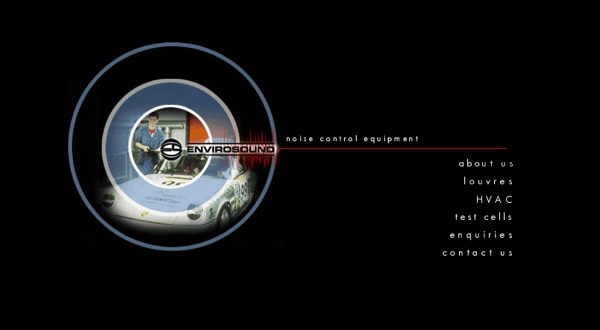 ENVIROSOUND
noise control equipment
about us
louvres
HVAC
test cells
enquiries
contact us